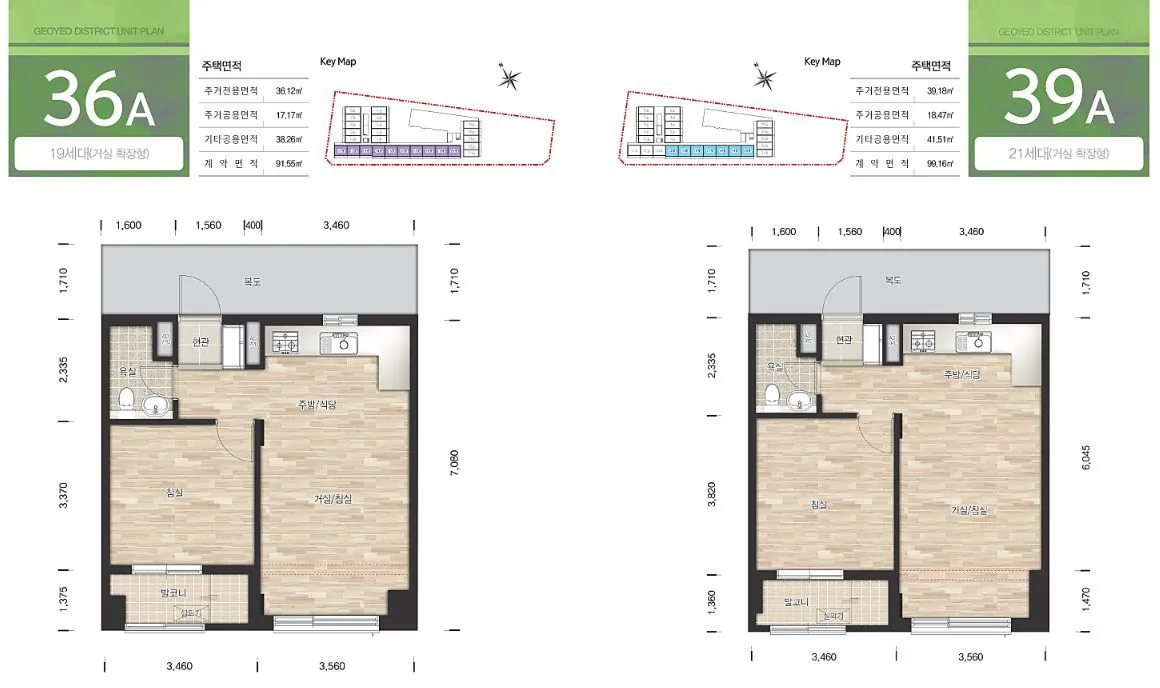 GEOYEO DISTRICT UNIT PLAN
36A
19세대(거실 확장형)
주택면적
주거전용면적 36.12㎡
주거공용면적 17.17㎡
기타공용면적 38.26㎡
계 약 면 적 91.55㎡
Key Map
Key Map
주택면적
주거전용면적 39.18㎡
주거공용면적 18.47㎡
기타공용면적 41.51㎡
계 약 면 적 99.16㎡
GEOYEO DISTRICT UNIT PLAN
39A
21세대(거실 확장형)
1,600 1,560 400 3,460
1,710
2,335
3,370
1,375
복도
현관
욕실
주방/식당
침실
거실/침실
발코니
실외기
1,710
7,080
3,460 3,560
1,600 1,560 400 3,460
1,710
2,335
3,820
1,360
복도
현관
욕실
주방/식당
침실
거실/침실
발코니
실외기
1,710
6,045
1,470
3,460 3,560